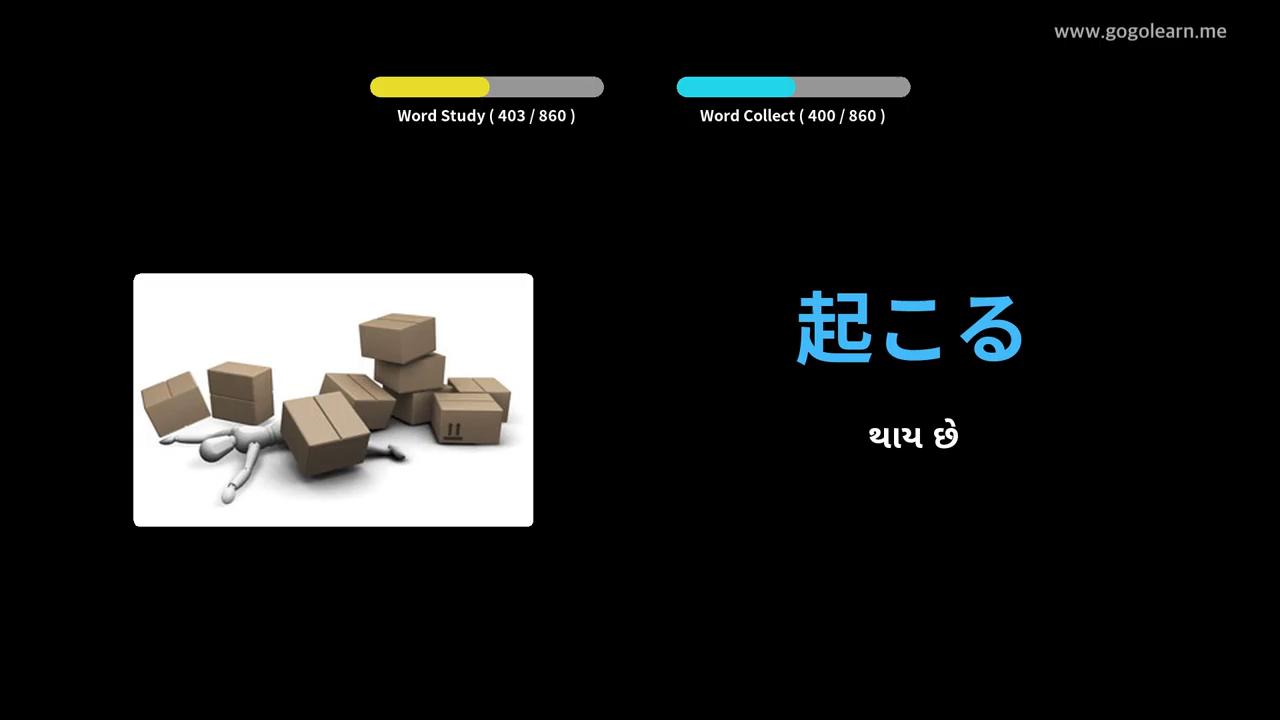 www.gogolearn.me
Word Study ( 403 / 860 )
Word Collect ( 400 / 860 )
起こる
થાય છે